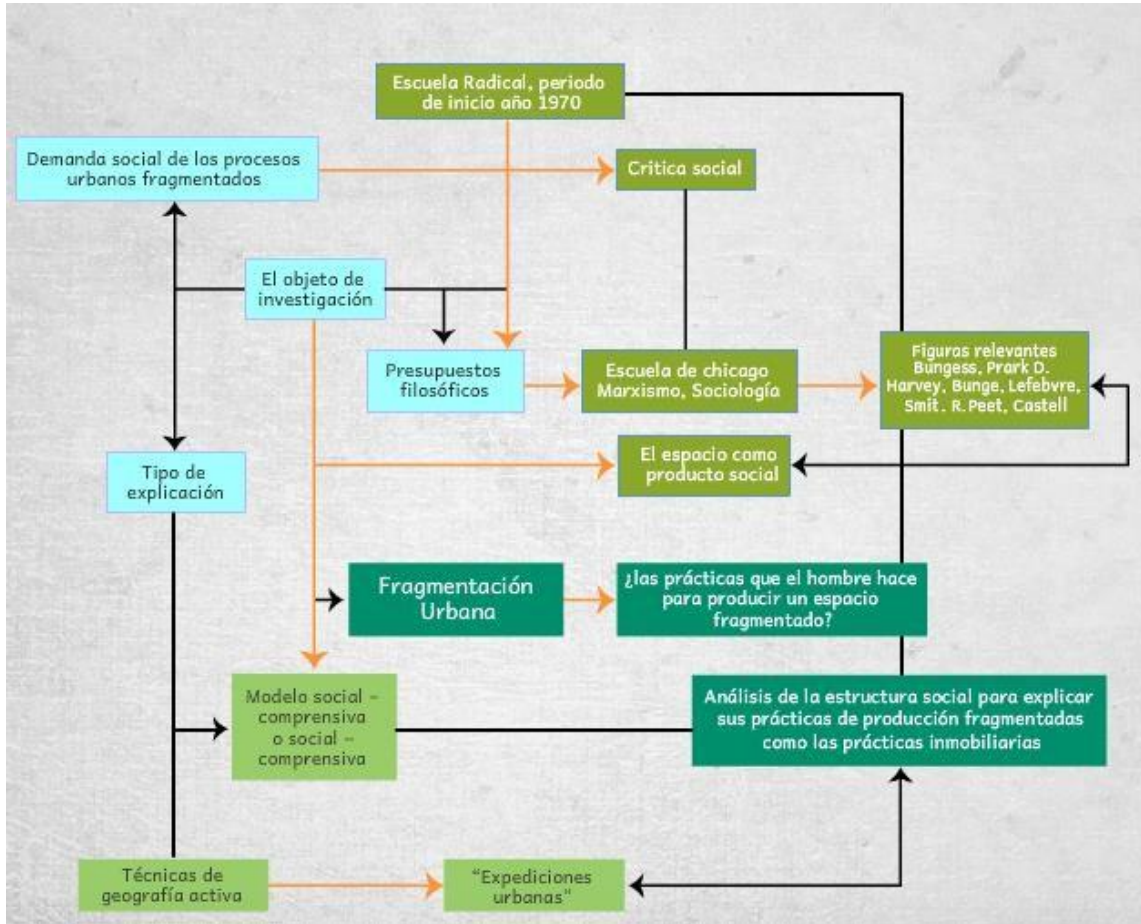 Escuela Radical, periodo
de inicio año 1970
Demanda social de los procesos
urbanos fragmentados
Critica social
El objeto de
investigación
Presupuestos
filosóficos
Escuela de chicago
Marxismo, Sociología
Figuras relevantes
Bungess, Prark D.
Harvey, Bunge, Lefebvre,
Smit. R. Peet, Castell
El espacio como
producto social
Tipo de
explicación
Fragmentación
Urbana
¿las prácticas que el hombre hace
para producir un espacio
fragmentado?
Modelo social –
comprensiva
o social –
comprensiva
Análisis de la estructura social para explicar
sus prácticas de producción fragmentadas
como las prácticas inmobiliarias
Técnicas de
geografía activa
“Expediciones
urbanas”